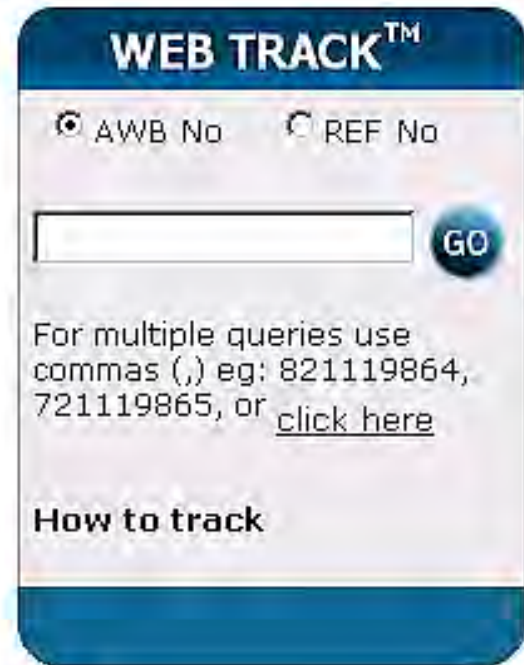 WEB TRACK™
AWB No REF No
GO
For multiple queries use
commas (,) eg: 821119864,
721119865, or click here
How to track